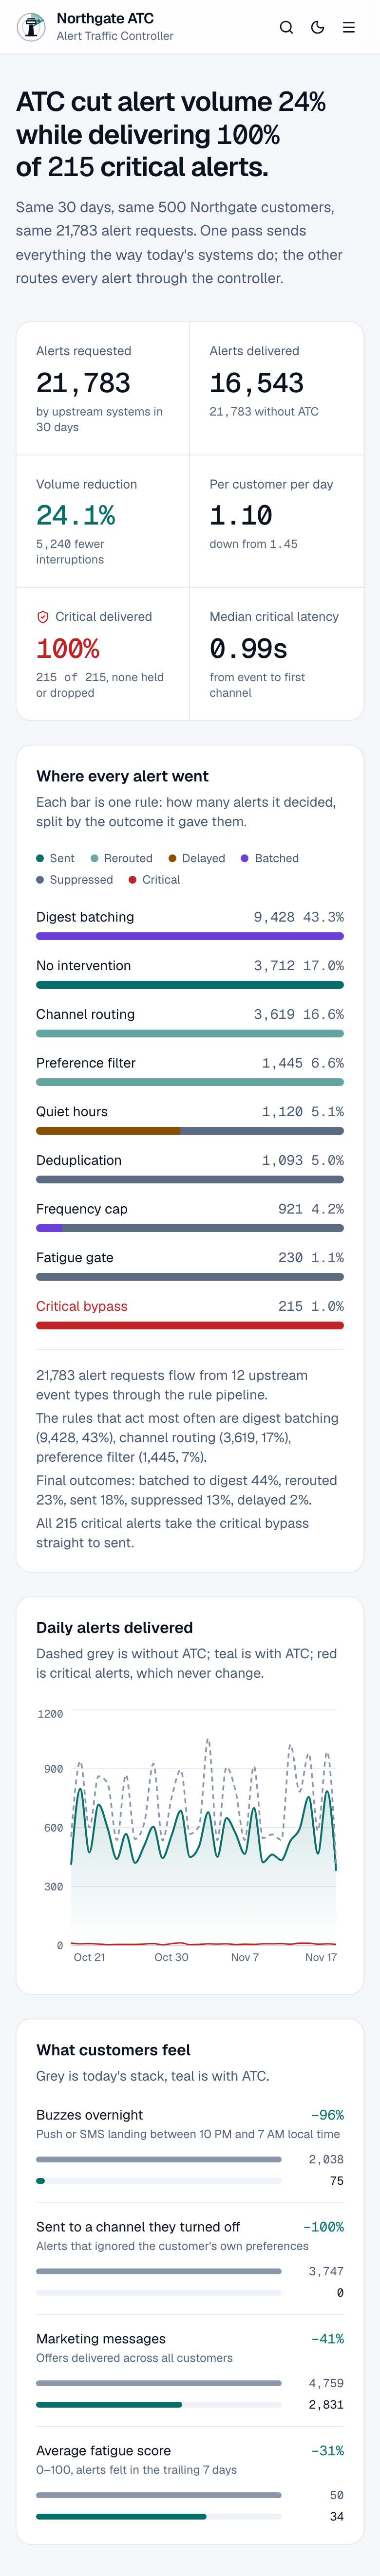 Northgate ATC
Alert Traffic Controller
ATC cut alert volume 24%
while delivering 100%
of 215 critical alerts.
Same 30 days, same 500 Northgate customers,
same 21,783 alert requests. One pass sends
everything the way today's systems do; the other
routes every alert through the controller.
Alerts requested
21,783
by upstream systems in
30 days
Alerts delivered
16,543
21,783 without ATC
Volume reduction
24.1%
5,240 fewer
interruptions
Per customer per day
1.10
down from 1.45
Critical delivered
100%
215 of 215, none held
or dropped
Median critical latency
0.99s
from event to first
channel
Where every alert went
Each bar is one rule: how many alerts it decided,
split by the outcome it gave them.
Sent Rerouted Delayed Batched
Suppressed Critical
Digest batching 9,428 43.3%
No intervention 3,712 17.0%
Channel routing 3,619 16.6%
Preference filter 1,445 6.6%
Quiet hours 1,120 5.1%
Deduplication 1,093 5.0%
Frequency cap 921 4.2%
Fatigue gate 230 1.1%
Critical bypass 215 1.0%
21,783 alert requests flow from 12 upstream
event types through the rule pipeline.
The rules that act most often are digest batching
(9,428, 43%), channel routing (3,619, 17%),
preference filter (1,445, 7%).
Final outcomes: batched to digest 44%, rerouted
23%, sent 18%, suppressed 13%, delayed 2%.
All 215 critical alerts take the critical bypass
straight to sent.
Daily alerts delivered
Dashed grey is without ATC; teal is with ATC; red
is critical alerts, which never change.
1200
900
600
300
0
Oct 21 Oct 30 Nov 7 Nov 17
What customers feel
Grey is today's stack, teal is with ATC.
Buzzes overnight −96%
Push or SMS landing between 10 PM and 7 AM local time
2,038
75
Sent to a channel they turned off −100%
Alerts that ignored the customer's own preferences
3,747
0
Marketing messages −41%
Offers delivered across all customers
4,759
2,831
Average fatigue score −31%
0–100, alerts felt in the trailing 7 days
50
34